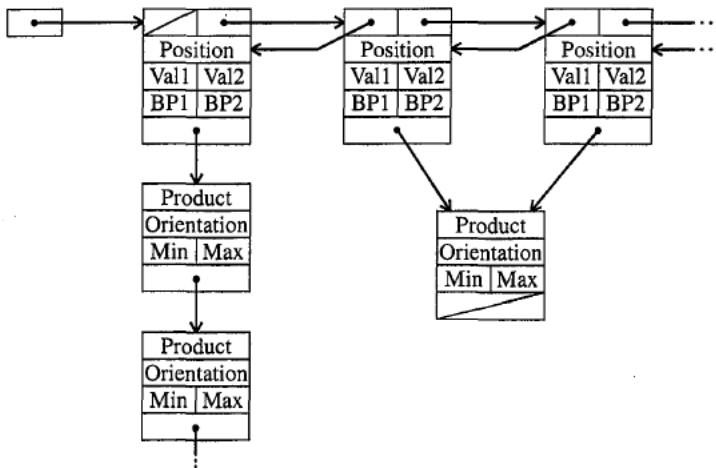 Position
Val1 Val2
BP1 BP2
Position
Val1 Val2
BP1 BP2
Position
Val1 Val2
BP1 BP2
Product
Orientation
Min Max
Product
Orientation
Min Max
Product
Orientation
Min Max